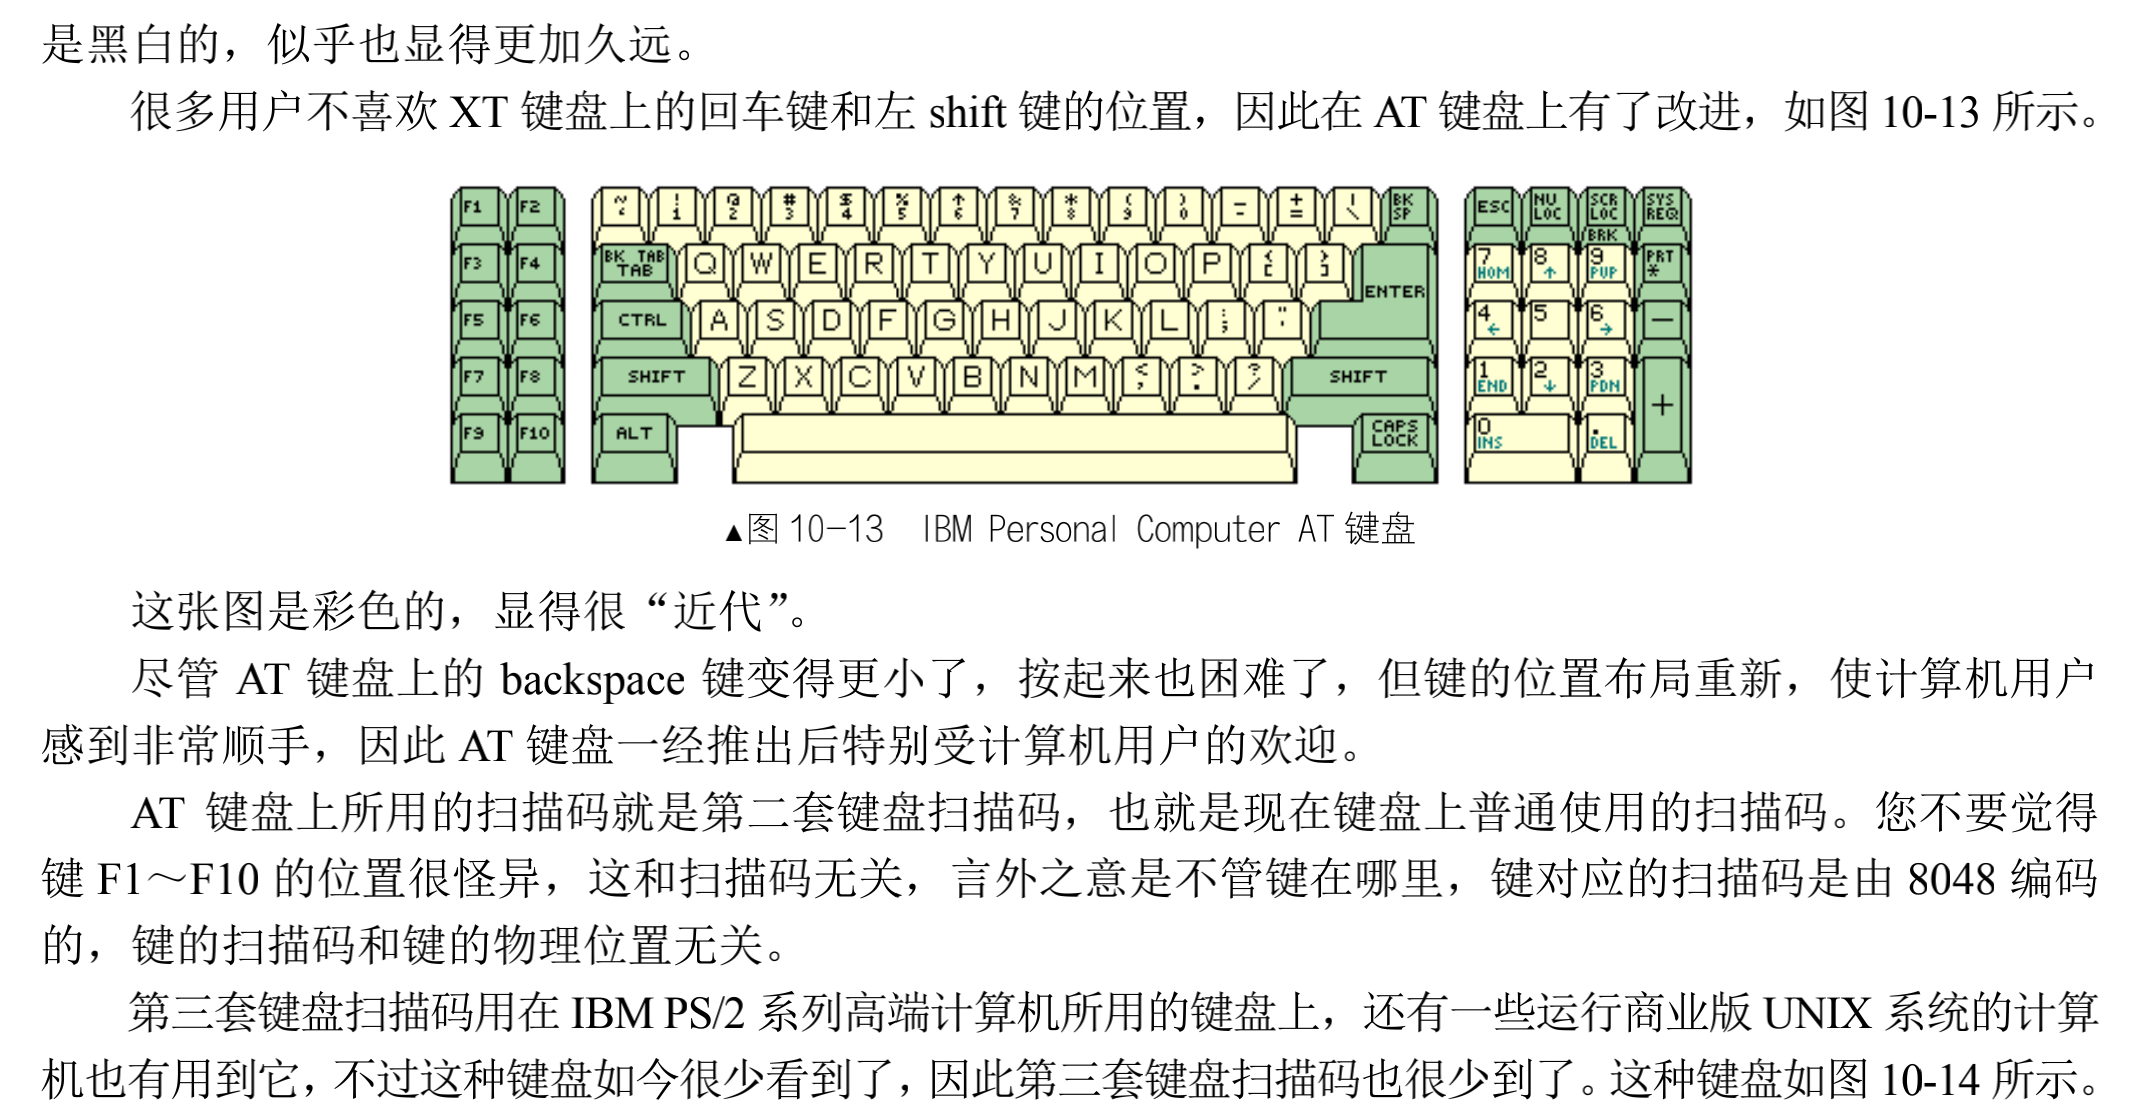 是黑白的，似乎也显得更加久远。
很多用户不喜欢 XT 键盘上的回车键和左 shift 键的位置，因此在 AT 键盘上有了改进，如图 10-13 所示。
F1 F2 ~ ` ! 1 @ 2 # 3 $ 4 % 5 ↑ 6 & 7 * 8 ( 9 ) 0 _ - + = | \ BK SP ESC NU LOC SCR LOC SYS REQ
BRK
F3 F4 BK TAB TAB Q W E R T Y U I O P { [ } ] ENTER 7 HOM 8 ↑ 9 PUP PRT *
F5 F6 CTRL A S D F G H J K L : ; " ' 4 ← 5 6 → −
F7 F8 SHIFT Z X C V B N M < , > . ? / SHIFT 1 END 2 ↓ 3 PDN +
F9 F10 ALT CAPS LOCK 0 INS . DEL
▲图 10-13 IBM Personal Computer AT 键盘
这张图是彩色的，显得很“近代”。
尽管 AT 键盘上的 backspace 键变得更小了，按起来也困难了，但键的位置布局重新，使计算机用户
感到非常顺手，因此 AT 键盘一经推出后特别受计算机用户的欢迎。
AT 键盘上所用的扫描码就是第二套键盘扫描码，也就是现在键盘上普通使用的扫描码。您不要觉得
键 F1～F10 的位置很怪异，这和扫描码无关，言外之意是不管键在哪里，键对应的扫描码是由 8048 编码
的，键的扫描码和键的物理位置无关。
第三套键盘扫描码用在 IBM PS/2 系列高端计算机所用的键盘上，还有一些运行商业版 UNIX 系统的计算
机也有用到它，不过这种键盘如今很少看到了，因此第三套键盘扫描码也很少到了。这种键盘如图 10-14 所示。